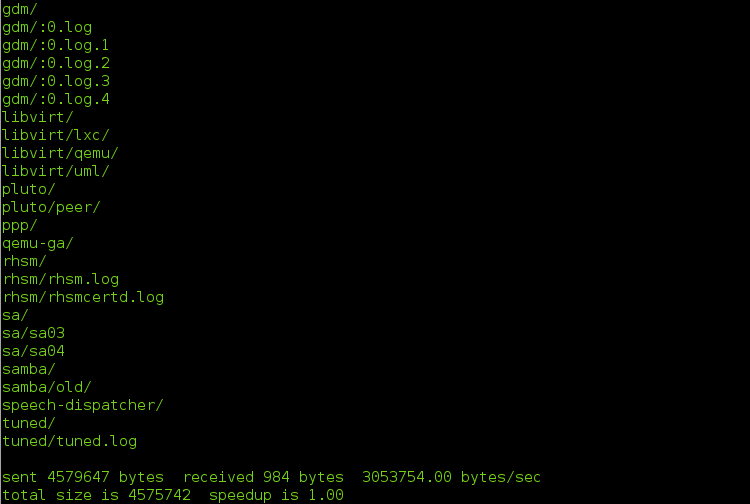 gdm/
gdm/:0.log
gdm/:0.log.1
gdm/:0.log.2
gdm/:0.log.3
gdm/:0.log.4
libvirt/
libvirt/lxc/
libvirt/qemu/
libvirt/uml/
pluto/
pluto/peer/
ppp/
qemu-ga/
rhsm/
rhsm/rhsm.log
rhsm/rhsmcertd.log
sa/
sa/sa03
sa/sa04
samba/
samba/old/
speech-dispatcher/
tuned/
tuned/tuned.log

sent 4579647 bytes  received 984 bytes  3053754.00 bytes/sec
total size is 4575742  speedup is 1.00